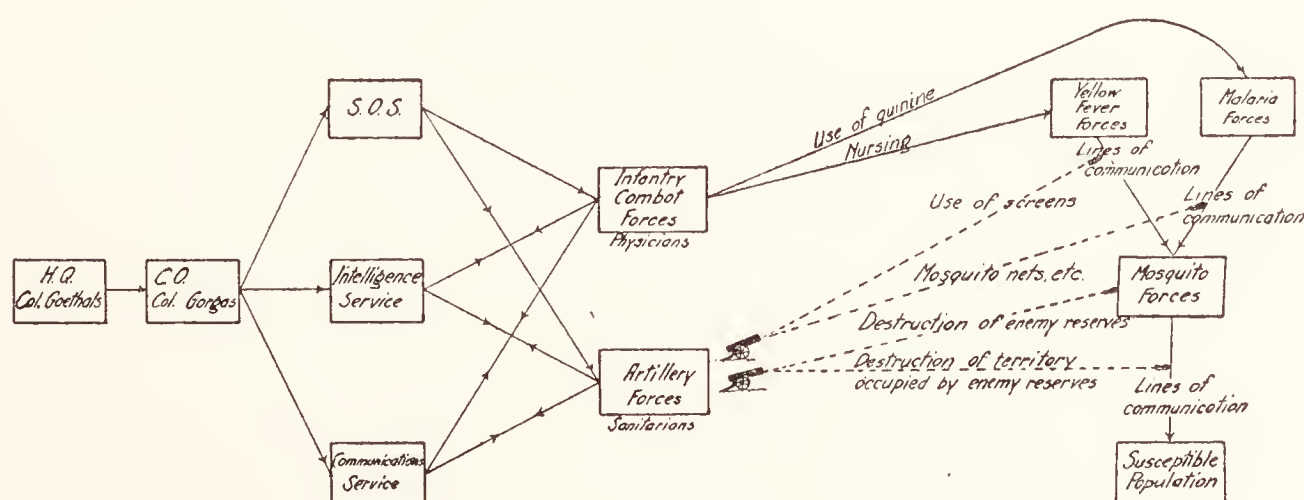 H.Q.
Col. Goethals
C.O.
Col. Gorgas
S.O.S.
Intelligence
Service
Communications
Service
Infantry
Combat
Forces
Physicians
Artillery
Forces
Sanitarians
Use of quinine
Nursing
Use of screens
Mosquito nets, etc.
Destruction of enemy reserves
Destruction of territory
occupied by enemy reserves
Yellow
Fever
Forces
Malaria
Forces
Lines of
communication
Lines of
communication
Mosquito
Forces
Lines of
communication
Susceptible
Population